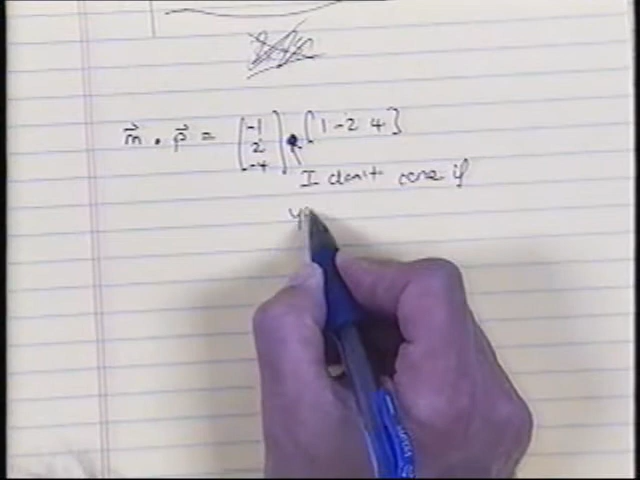 m⃗ . p⃗ = [-1 2 -4] • [1 -2 4]
I don't care if
y